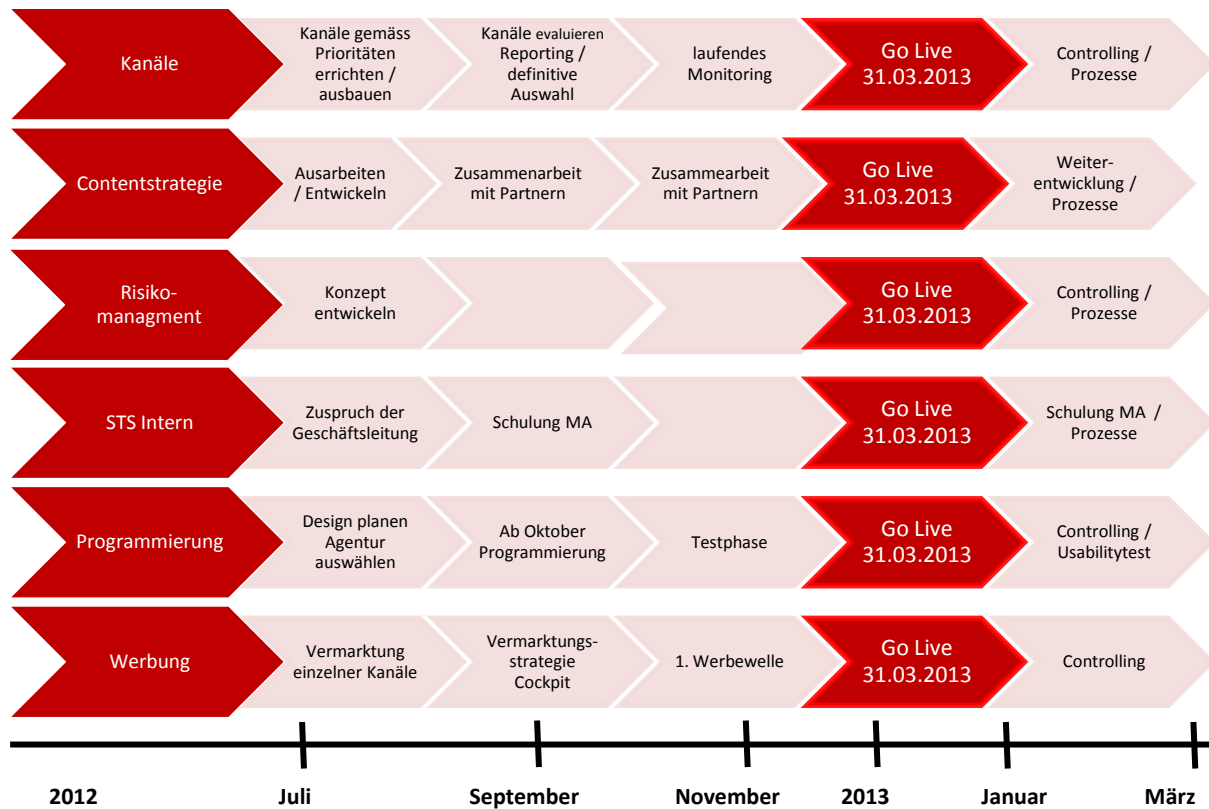 Kanäle
Kanäle gemäss
Prioritäten
errichten /
ausbauen
Kanäle evaluieren
Reporting /
definitive
Auswahl
laufendes
Monitoring
Go Live
31.03.2013
Controlling /
Prozesse
Contentstrategie
Ausarbeiten
/ Entwickeln
Zusammenarbeit
mit Partnern
Zusammearbeit
mit Partnern
Go Live
31.03.2013
Weiter-
entwicklung /
Prozesse
Risiko-
managment
Konzept
entwickeln
Go Live
31.03.2013
Controlling /
Prozesse
STS Intern
Zuspruch der
Geschäftsleitung
Schulung MA
Go Live
31.03.2013
Schulung MA /
Prozesse
Programmierung
Design planen
Agentur
auswählen
Ab Oktober
Programmierung
Testphase
Go Live
31.03.2013
Controlling /
Usabilitytest
Werbung
Vermarktung
einzelner Kanäle
Vermarktungs-
strategie
Cockpit
1. Werbewelle
Go Live
31.03.2013
Controlling
2012
Juli
September
November
2013
Januar
März